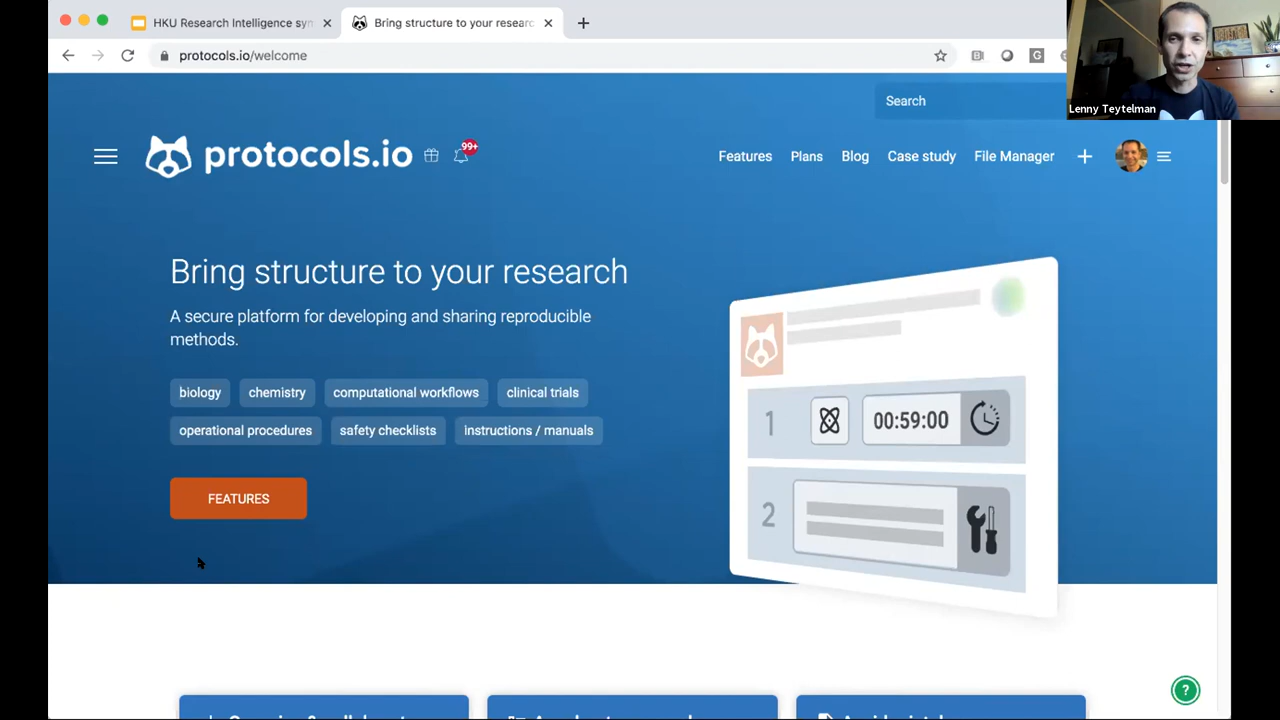 HKU Research Intelligence sym
Bring structure to your researc
protocols.io/welcome
Lenny Teytelman
Search
protocols.io
99+
Features
Plans
Blog
Case study
File Manager
Bring structure to your research
A secure platform for developing and sharing reproducible
methods.
biology
chemistry
computational workflows
clinical trials
operational procedures
safety checklists
instructions / manuals
1
00:59:00
2
FEATURES
?